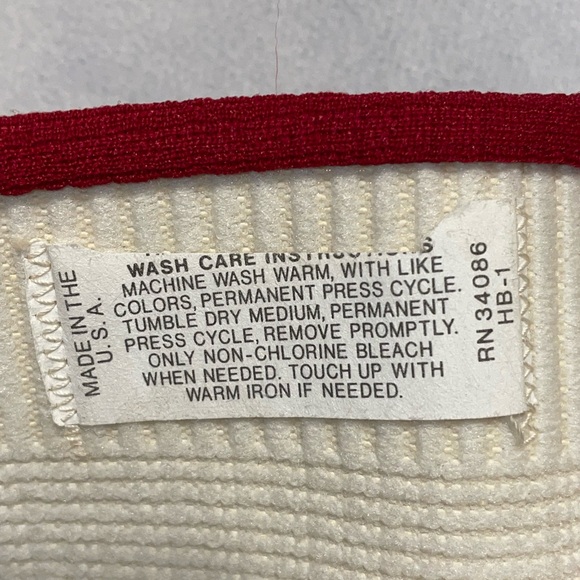 MADE IN THE
U.S.A.
WASH CARE INSTRUCTIONS
MACHINE WASH WARM, WITH LIKE
COLORS, PERMANENT PRESS CYCLE.
TUMBLE DRY MEDIUM, PERMANENT
PRESS CYCLE, REMOVE PROMPTLY.
ONLY NON-CHLORINE BLEACH
WHEN NEEDED. TOUCH UP WITH
WARM IRON IF NEEDED.
RN 34086
HB-1